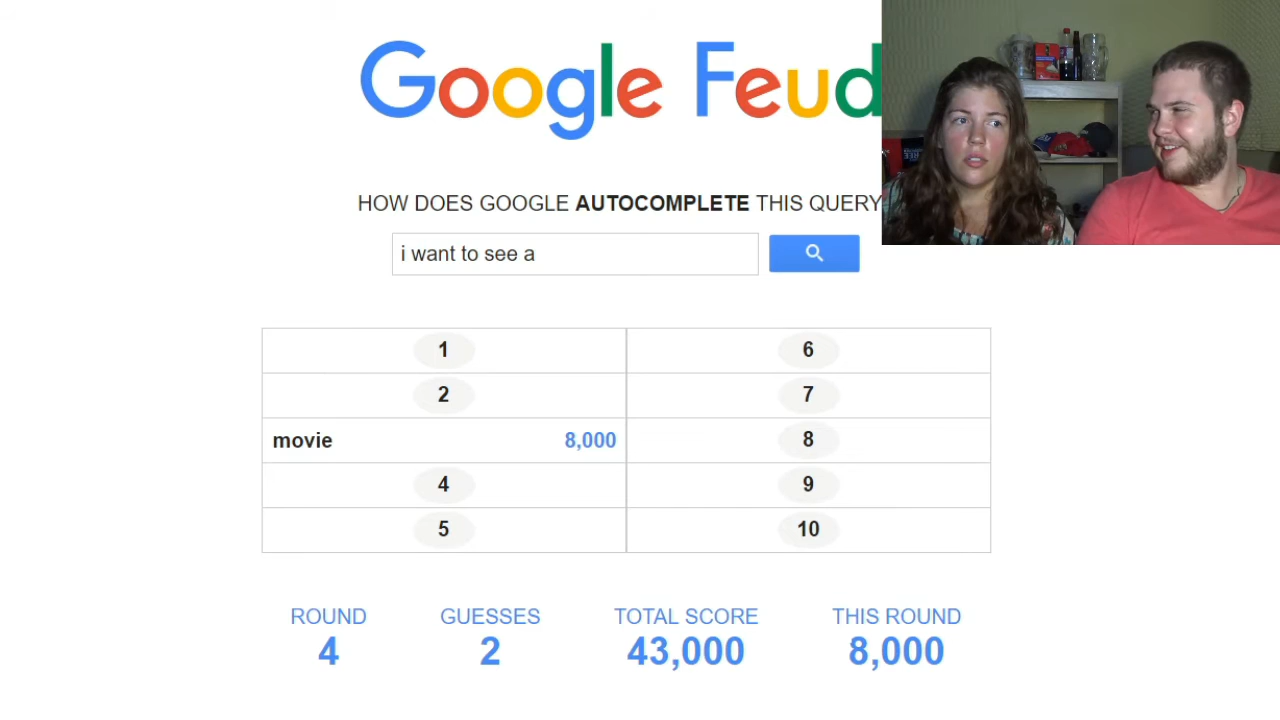 Google Feud
HOW DOES GOOGLE AUTOCOMPLETE THIS QUERY
i want to see a
1
6
2
7
movie 8,000
8
4
9
5
10
ROUND GUESSES TOTAL SCORE THIS ROUND
4 2 43,000 8,000